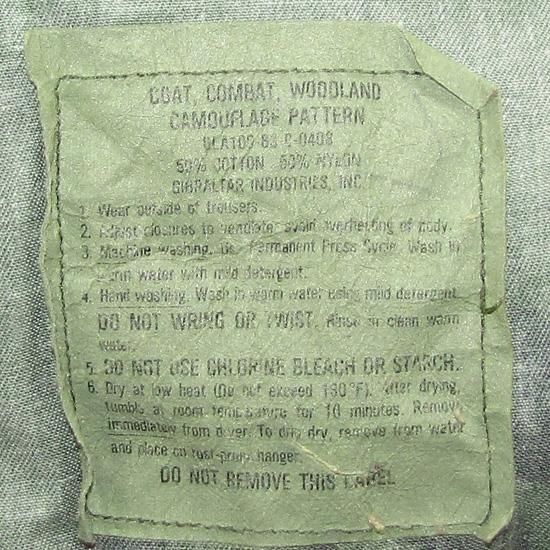 COAT, COMBAT, WOODLAND
CAMOUFLAGE PATTERN
DLA100-83-C-0408
50% COTTON 50% NYLON
GIBRALTAR INDUSTRIES, INC.
1. Wear outside of trousers.
2. Adjust closures to ventilate; avoid overheating of body.
3. Machine washing. Permanent Press Cycle. Wash in
warm water with mild detergent.
4. Hand washing. Wash in warm water using mild detergent.
DO NOT WRING OR TWIST. Rinse in clean warm
water.
5. DO NOT USE CHLORINE BLEACH OR STARCH.
6. Dry at low heat (Do not exceed 130°F). After drying,
tumble at room temperature for 10 minutes. Remove
immediately from dryer. To drip dry, remove from water
and place on rust-proof hanger.
DO NOT REMOVE THIS LABEL